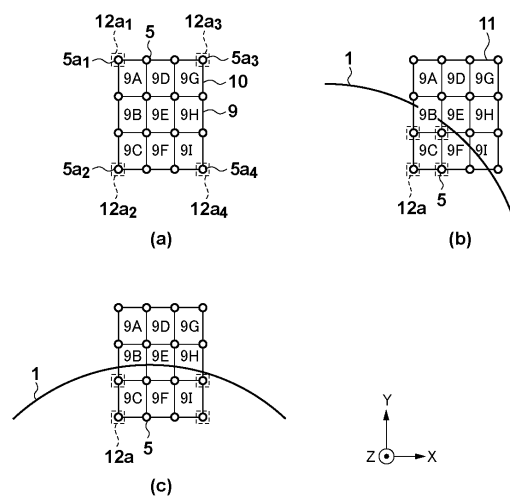 12a₁ 5 12a₃
5a₁ 5a₃
9A 9D 9G 10
9B 9E 9H 9
9C 9F 9I
5a₂ 5a₄
12a₂ 12a₄
(a)
11
1
9A 9D 9G
9B 9E 9H
9C 9F 9I
12a 5
(b)
9A 9D 9G
9B 9E 9H
1
9C 9F 9I
12a 5
(c)
Y
Z X